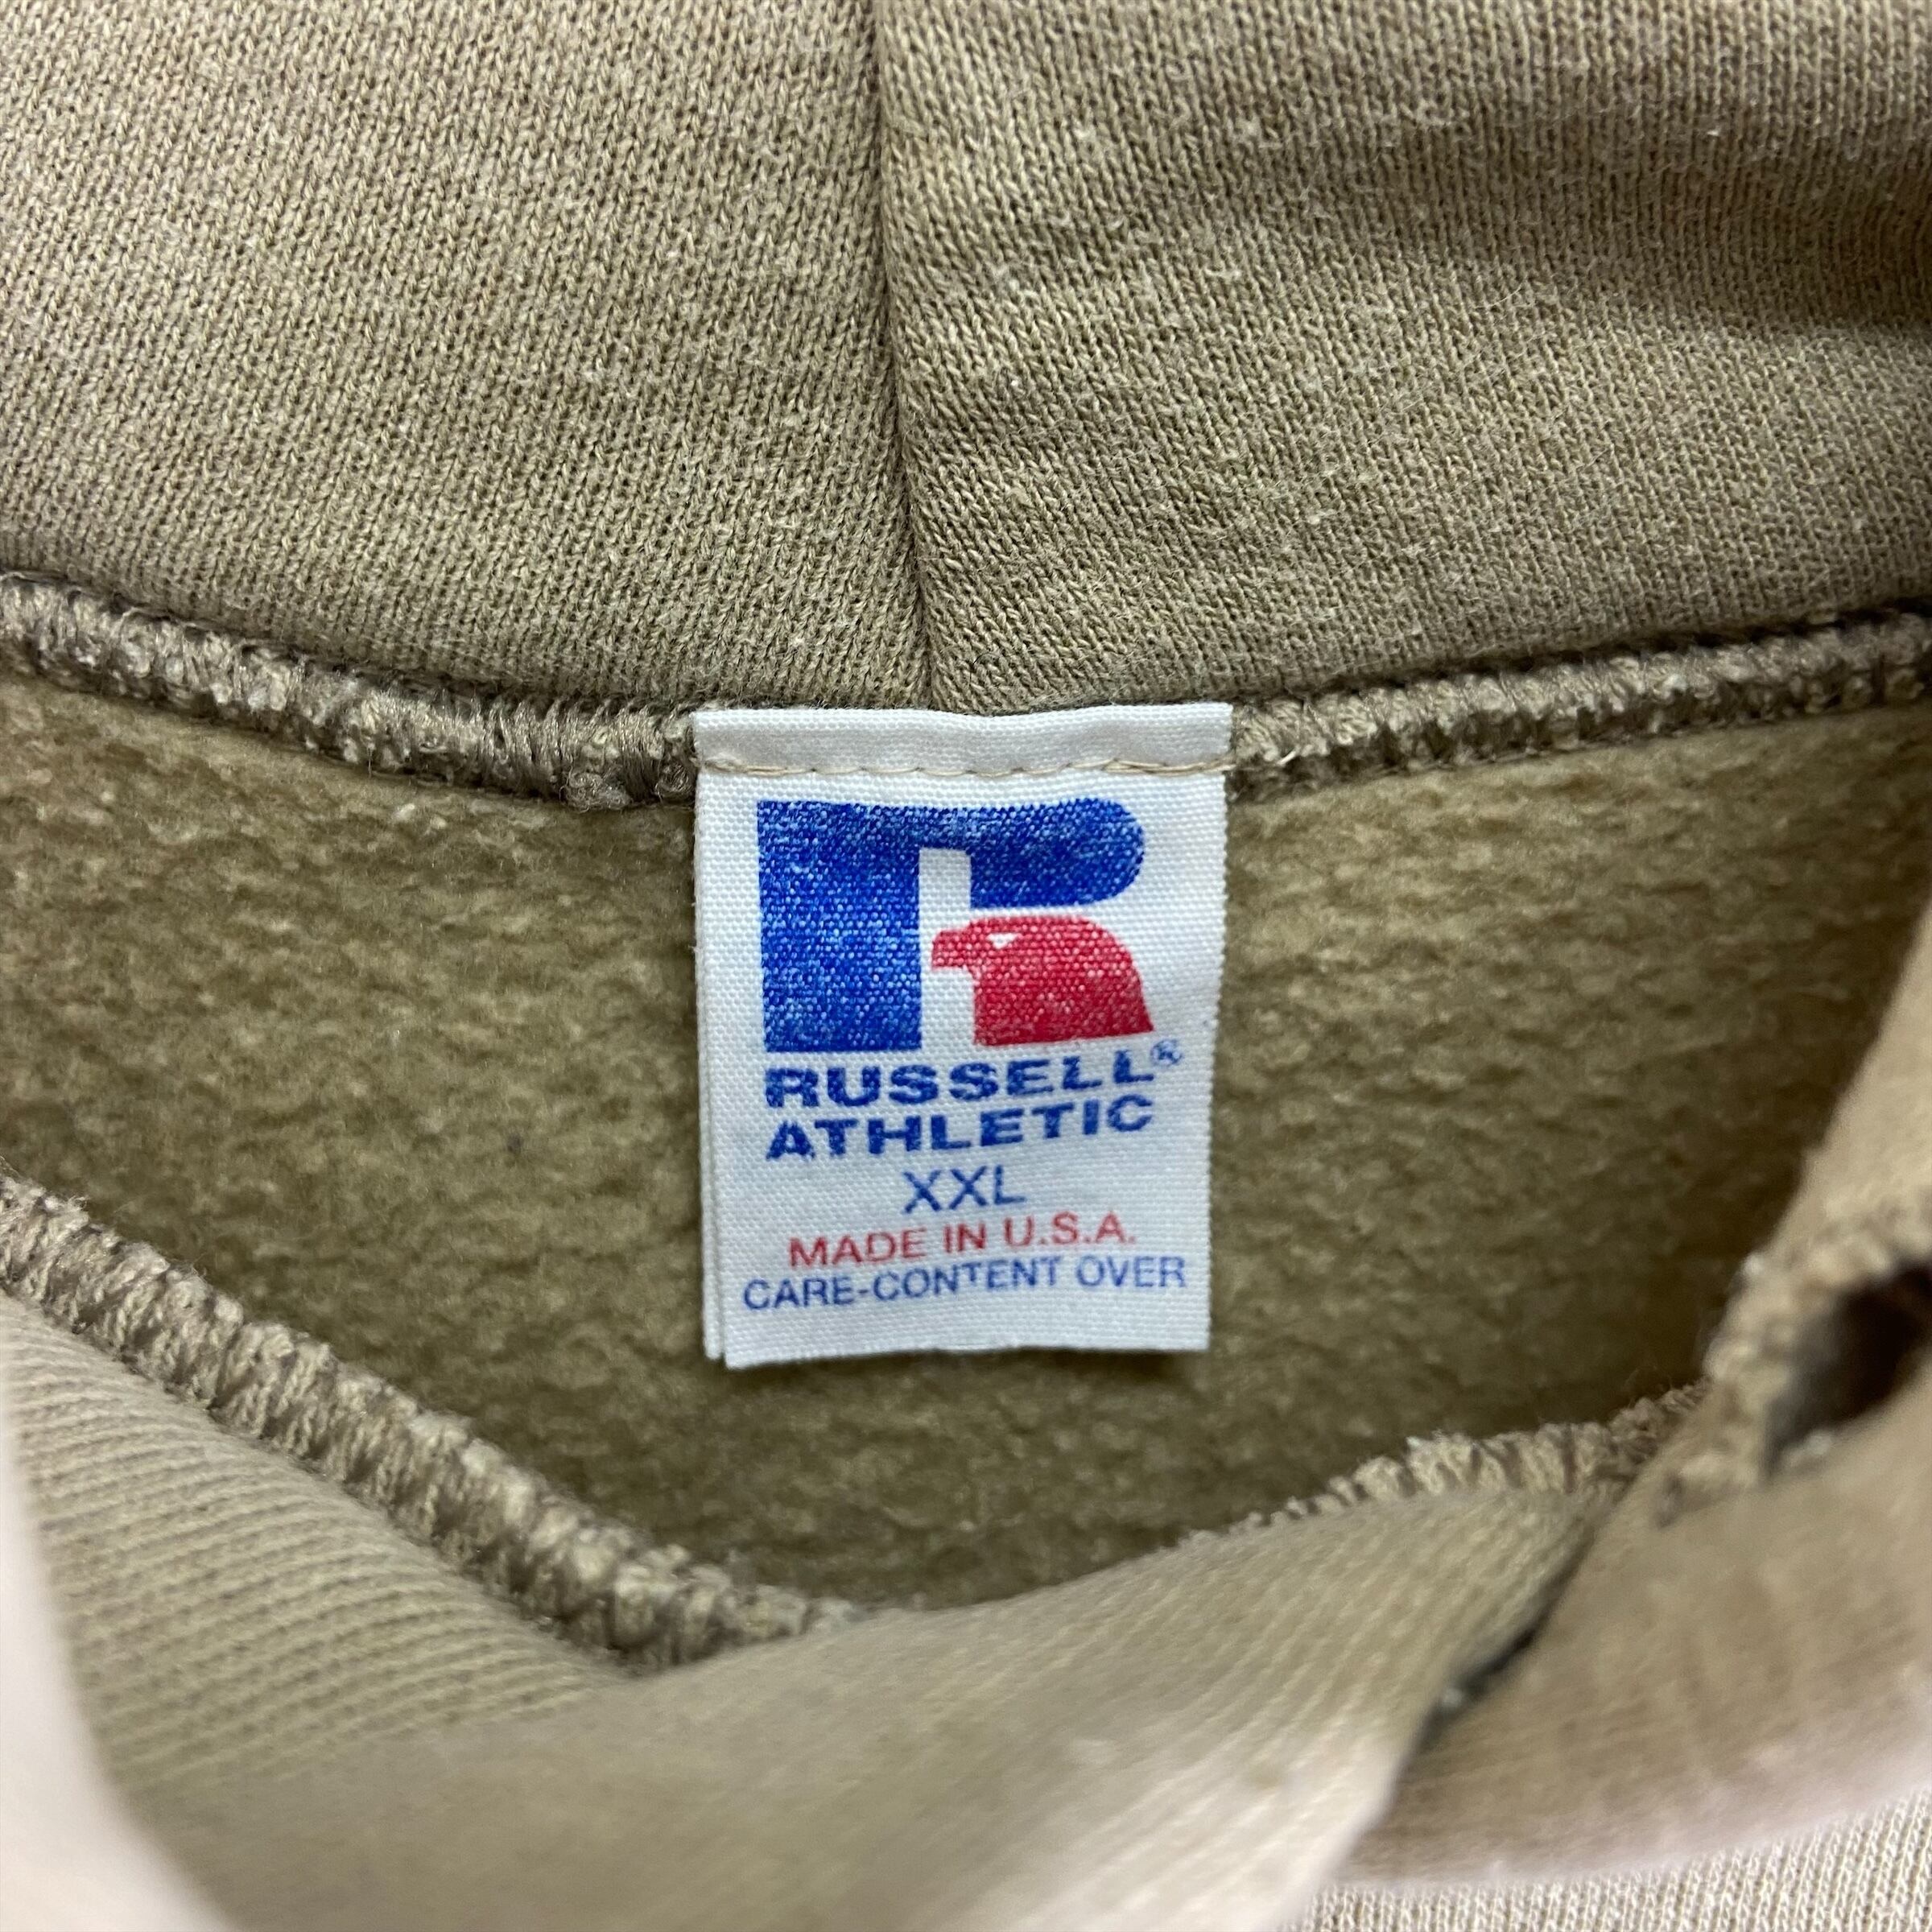 RUSSELL®
ATHLETIC
XXL
MADE IN U.S.A.
CARE-CONTENT OVER